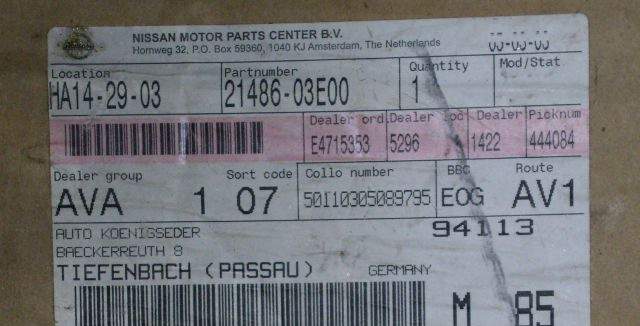 NISSAN MOTOR PARTS CENTER B.V.
Hornweg 32, P.O. Box 59360, 1040 KJ Amsterdam, The Netherlands
Location Partnumber Quantity Mod/Stat
HA14-29-03 21486-03E00 1
Dealer ord. Dealer loc Dealer Picknum
E4715353 5296 1422 444084
Dealer group Sort code Collo number BBC Route
AVA 1 07 50110305089795 EOG AV1
AUTO KOENIGSEDER 94113
BAECKERREUTH 8
TIEFENBACH (PASSAU) GERMANY
M 85